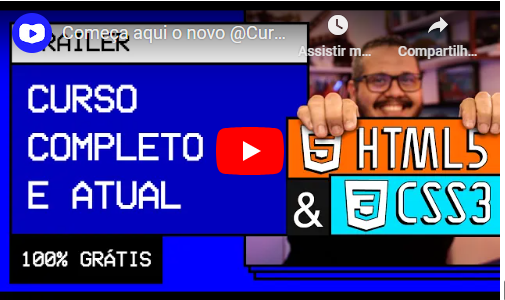 Começa aqui o novo @Cur...
TRAILER
Assistir m...
Compartilh...
CURSO
COMPLETO
E ATUAL
HTML5
& CSS3
100% GRÁTIS